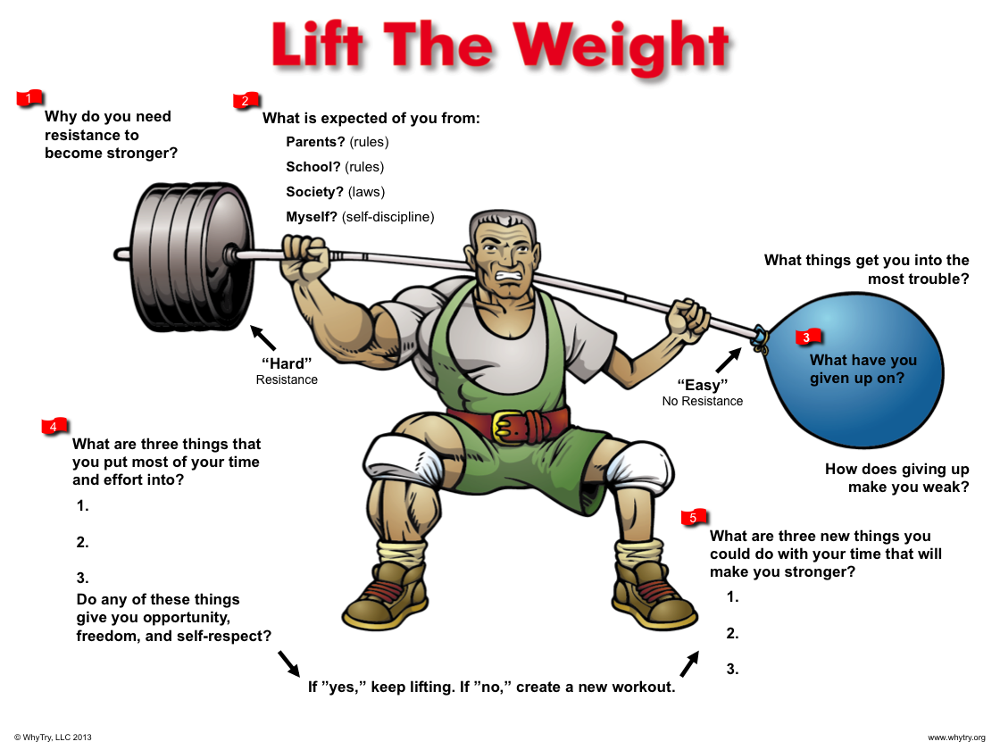 Lift The Weight
1
Why do you need
resistance to
become stronger?
2
What is expected of you from:
Parents? (rules)
School? (rules)
Society? (laws)
Myself? (self-discipline)
“Hard”
Resistance
What things get you into the
most trouble?
3
What have you
given up on?
“Easy”
No Resistance
How does giving up
make you weak?
4
What are three things that
you put most of your time
and effort into?
1.
2.
3.
Do any of these things
give you opportunity,
freedom, and self-respect?
If ”yes,” keep lifting. If ”no,” create a new workout.
5
What are three new things you
could do with your time that will
make you stronger?
1.
2.
3.
© WhyTry, LLC 2013
www.whytry.org